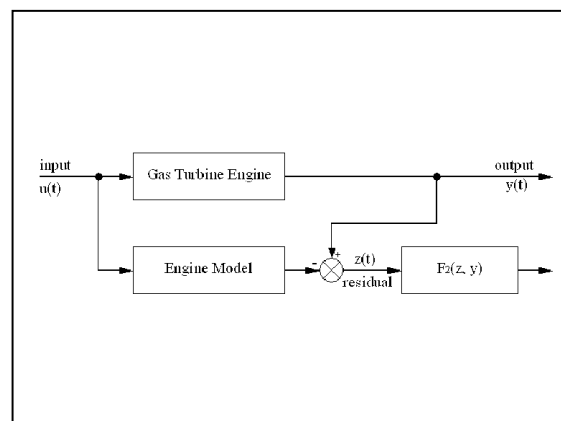 input
u(t)
Gas Turbine Engine
output
y(t)
Engine Model
-
+
z(t)
residual
F2(z, y)